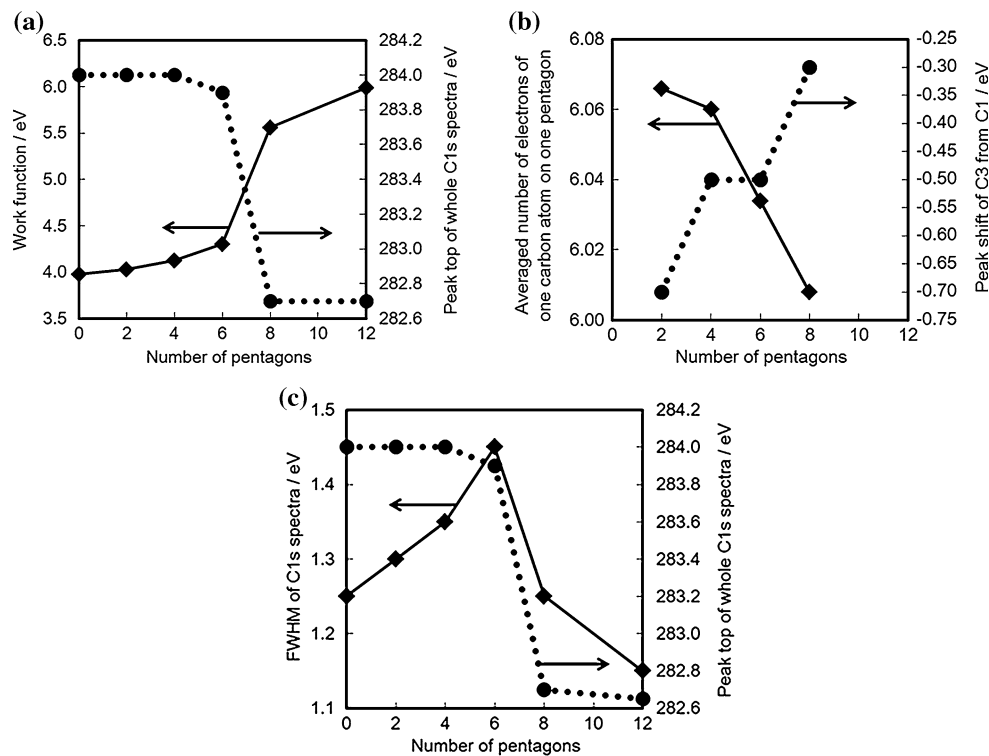 (a)
6.5
6.0
5.5
5.0
4.5
4.0
3.5
Work function / eV
0 2 4 6 8 10 12
Number of pentagons
284.2
284.0
283.8
283.6
283.4
283.2
283.0
282.8
282.6
Peak top of whole C1s spectra / eV
(b)
6.08
6.06
6.04
6.02
6.00
Averaged number of electrons of
one carbon atom on one pentagon
0 2 4 6 8 10 12
Number of pentagons
-0.25
-0.30
-0.35
-0.40
-0.45
-0.50
-0.55
-0.60
-0.65
-0.70
-0.75
Peak shift of C3 from C1 / eV
(c)
1.5
1.4
1.3
1.2
1.1
FWHM of C1s spectra / eV
0 2 4 6 8 10 12
Number of pentagons
284.2
284.0
283.8
283.6
283.4
283.2
283.0
282.8
282.6
Peak top of whole C1s spectra / eV